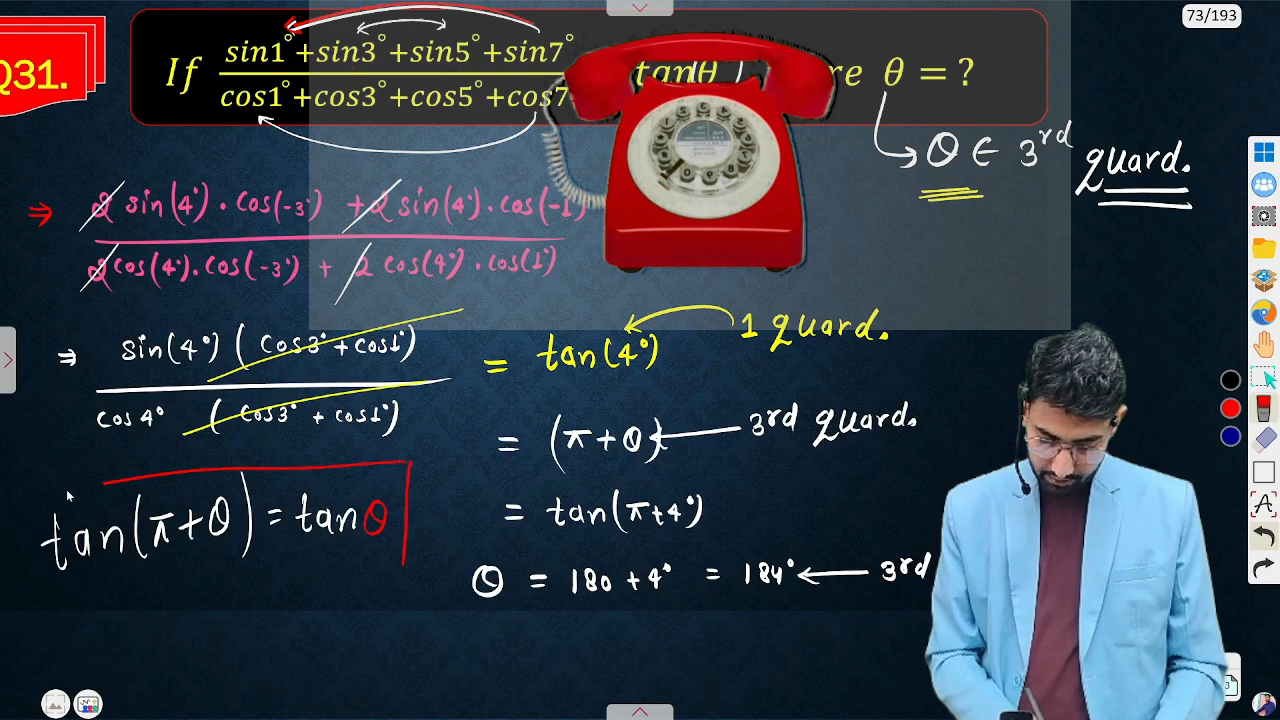 73/193
Q31.
If sin1°+sin3°+sin5°+sin7° / cos1°+cos3°+cos5°+cos7 tanθ re θ = ?
θ ∈ 3rd quard.
⇒ 2 sin(4°)·cos(-3°) + 2 sin(4°)·cos(-1°) / 2 cos(4°)·cos(-3°) + 2 cos(4°)·cos(1°)
⇒ sin(4°) (cos3° + cos1°) / cos4° (cos3° + cos1°) = tan(4°) 1 quard.
= (π+θ) 3rd quard.
tan(π+θ) = tanθ
= tan(π+4°)
θ = 180 + 4° = 184° 3rd